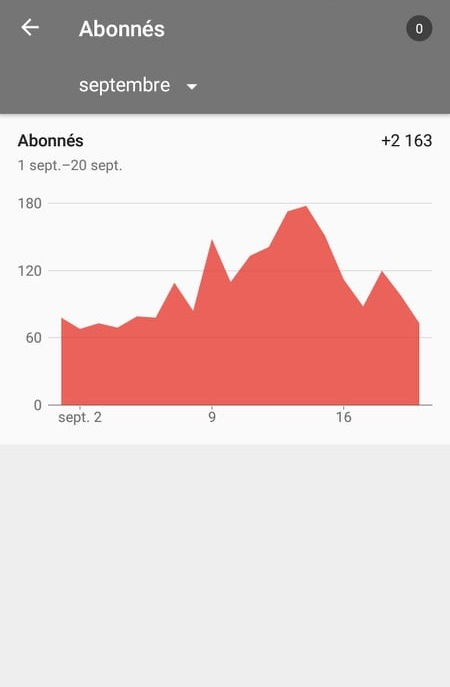 Abonnés
0
septembre
Abonnés +2 163
1 sept.–20 sept.
180
120
60
0
sept. 2 9 16